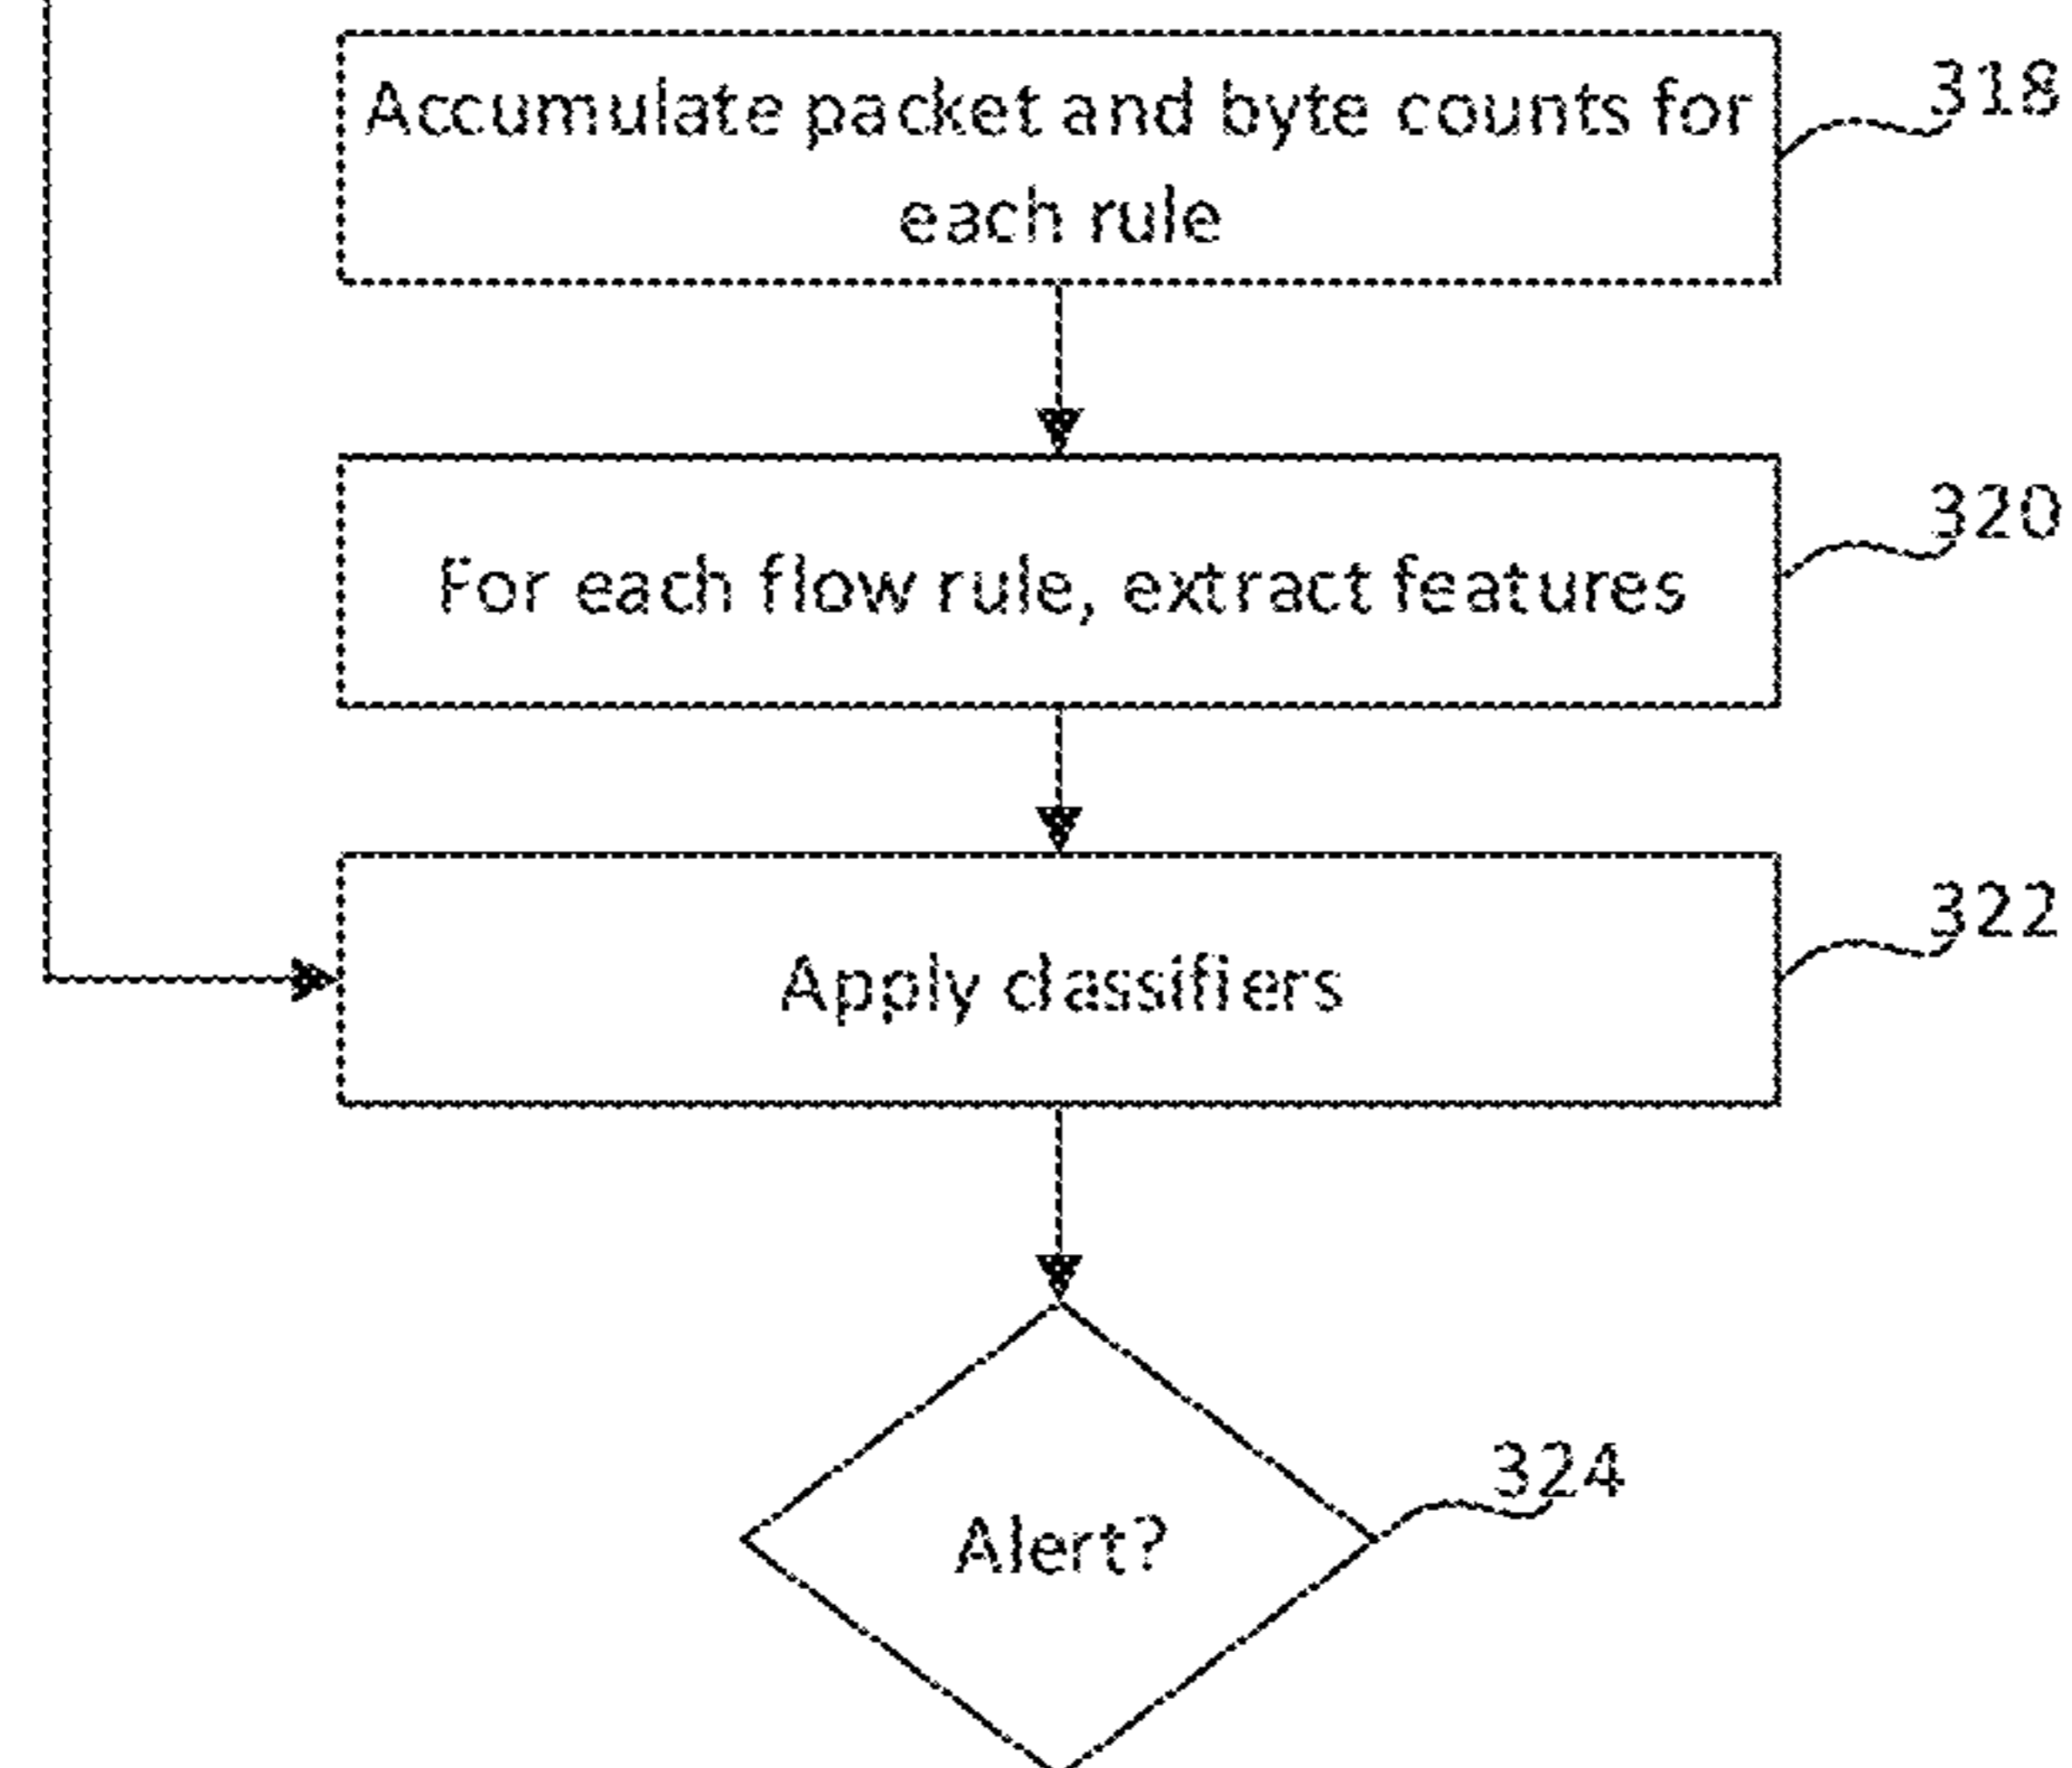 Accumulate packet and byte counts for
each rule
318
For each flow rule, extract features
320
Apply classifiers
322
Alert?
324